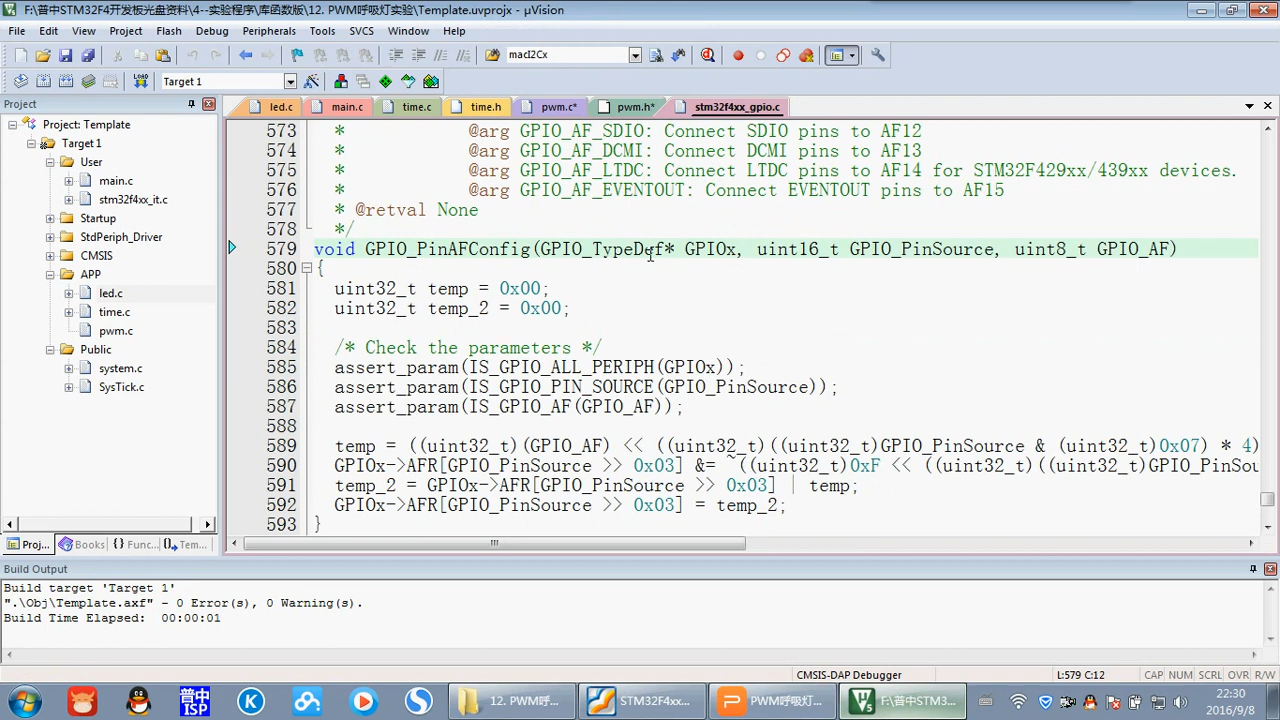 F:\普中STM32F4开发板光盘资料\4--实验程序\库函数版\12. PWM呼吸灯实验\Template.uvprojx - µVision
File Edit View Project Flash Debug Peripherals Tools SVCS Window Help
macI2Cx
LOAD Target 1
Project
led.c main.c time.c time.h pwm.c* pwm.h* stm32f4xx_gpio.c
Project: Template
Target 1
User
main.c
stm32f4xx_it.c
Startup
StdPeriph_Driver
CMSIS
APP
led.c
time.c
pwm.c
Public
system.c
SysTick.c
Proj... Books Func... Tem...
573 * @arg GPIO_AF_SDIO: Connect SDIO pins to AF12
574 * @arg GPIO_AF_DCMI: Connect DCMI pins to AF13
575 * @arg GPIO_AF_LTDC: Connect LTDC pins to AF14 for STM32F429xx/439xx devices.
576 * @arg GPIO_AF_EVENTOUT: Connect EVENTOUT pins to AF15
577 * @retval None
578 */
579 void GPIO_PinAFConfig(GPIO_TypeDef* GPIOx, uint16_t GPIO_PinSource, uint8_t GPIO_AF)
580 {
581 uint32_t temp = 0x00;
582 uint32_t temp_2 = 0x00;
583
584 /* Check the parameters */
585 assert_param(IS_GPIO_ALL_PERIPH(GPIOx));
586 assert_param(IS_GPIO_PIN_SOURCE(GPIO_PinSource));
587 assert_param(IS_GPIO_AF(GPIO_AF));
588
589 temp = ((uint32_t)(GPIO_AF) << ((uint32_t)((uint32_t)GPIO_PinSource & (uint32_t)0x07) * 4)
590 GPIOx->AFR[GPIO_PinSource >> 0x03] &= ~((uint32_t)0xF << ((uint32_t)((uint32_t)GPIO_PinSou
591 temp_2 = GPIOx->AFR[GPIO_PinSource >> 0x03] | temp;
592 GPIOx->AFR[GPIO_PinSource >> 0x03] = temp_2;
593 }
Build Output
Build target 'Target 1'
".\Obj\Template.axf" - 0 Error(s), 0 Warning(s).
Build Time Elapsed: 00:00:01
CMSIS-DAP Debugger L:579 C:12 CAP NUM SCRL OVR R/W
普中 ISP 12. PWM呼... STM32F4xx... PWM呼吸灯... F:\普中STM3...
22:30
2016/9/8